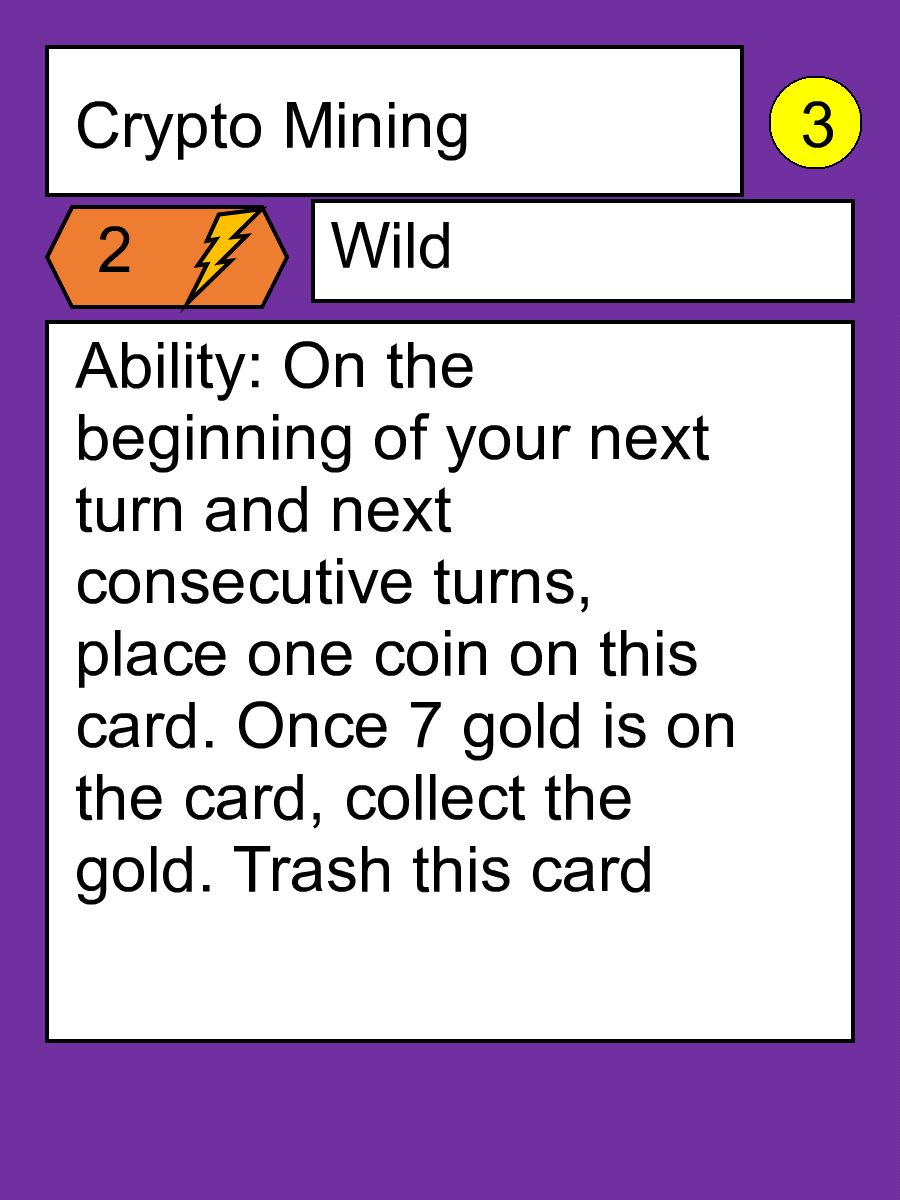 Crypto Mining
3
2
Wild
Ability: On the
beginning of your next
turn and next
consecutive turns,
place one coin on this
card. Once 7 gold is on
the card, collect the
gold. Trash this card